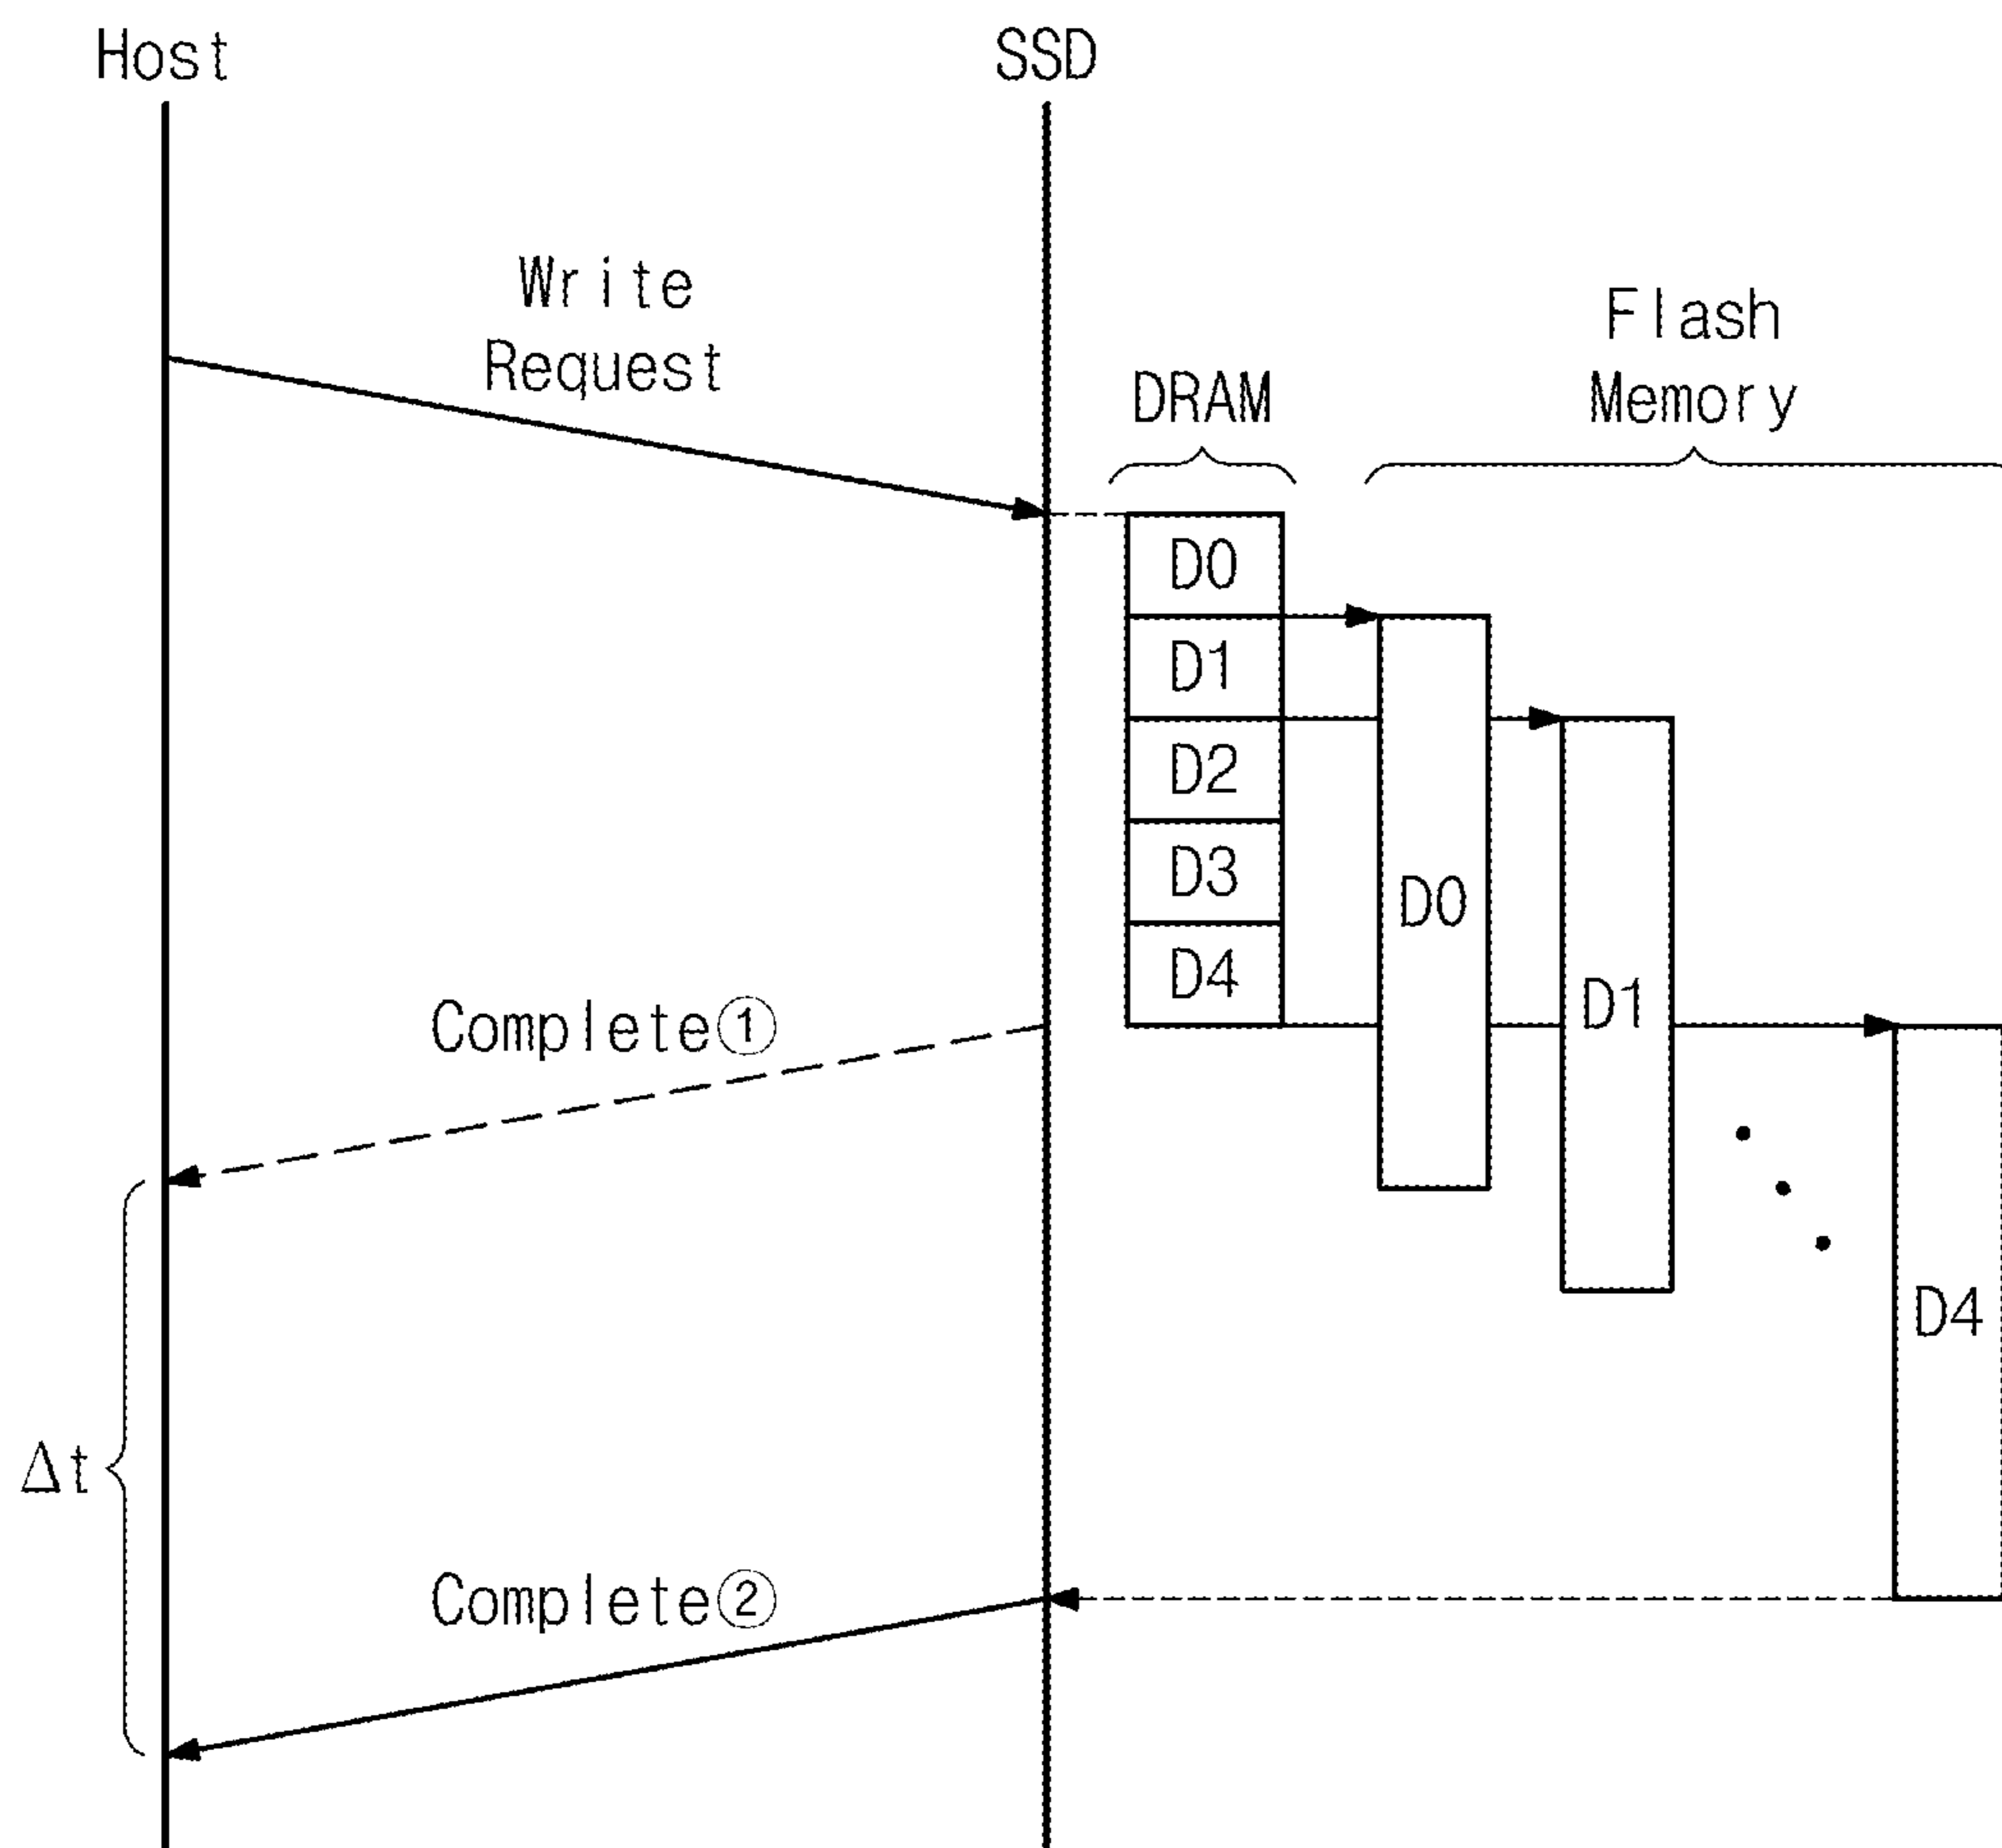 Host
SSD
Write
Request
Flash
Memory
DRAM
D0
D1
D2
D3
D4
D0
D1
D4
Complete①
Δt
Complete②